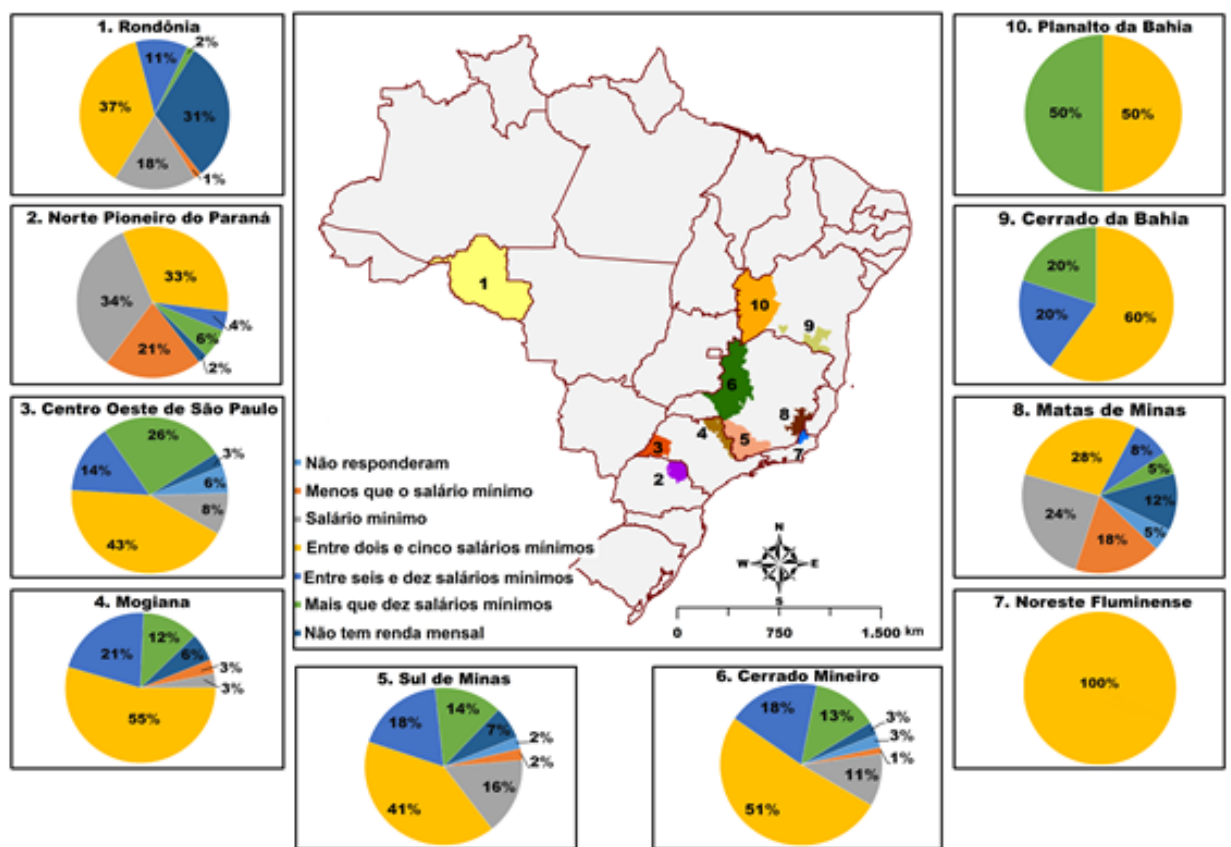 1. Rondônia
11%
2%
37%
31%
18%
1%
2. Norte Pioneiro do Paraná
33%
34%
4%
6%
21%
2%
3. Centro Oeste de São Paulo
26%
3%
14%
6%
8%
43%
4. Mogiana
12%
21%
6%
3%
3%
55%
1
10
9
6
8
4
5
3
7
2
Não responderam
Menos que o salário mínimo
Salário minimo
Entre dois e cinco salários mínimos
Entre seis e dez salários mínimos
Mais que dez salários mínimos
Não tem renda mensal
N
W
E
S
0
750
1.500 km
5. Sul de Minas
14%
18%
7%
2%
2%
16%
41%
6. Cerrado Mineiro
18%
13%
3%
3%
1%
11%
51%
10. Planalto da Bahia
50%
50%
9. Cerrado da Bahia
20%
20%
60%
8. Matas de Minas
28%
8%
5%
12%
24%
5%
18%
7. Noreste Fluminense
100%